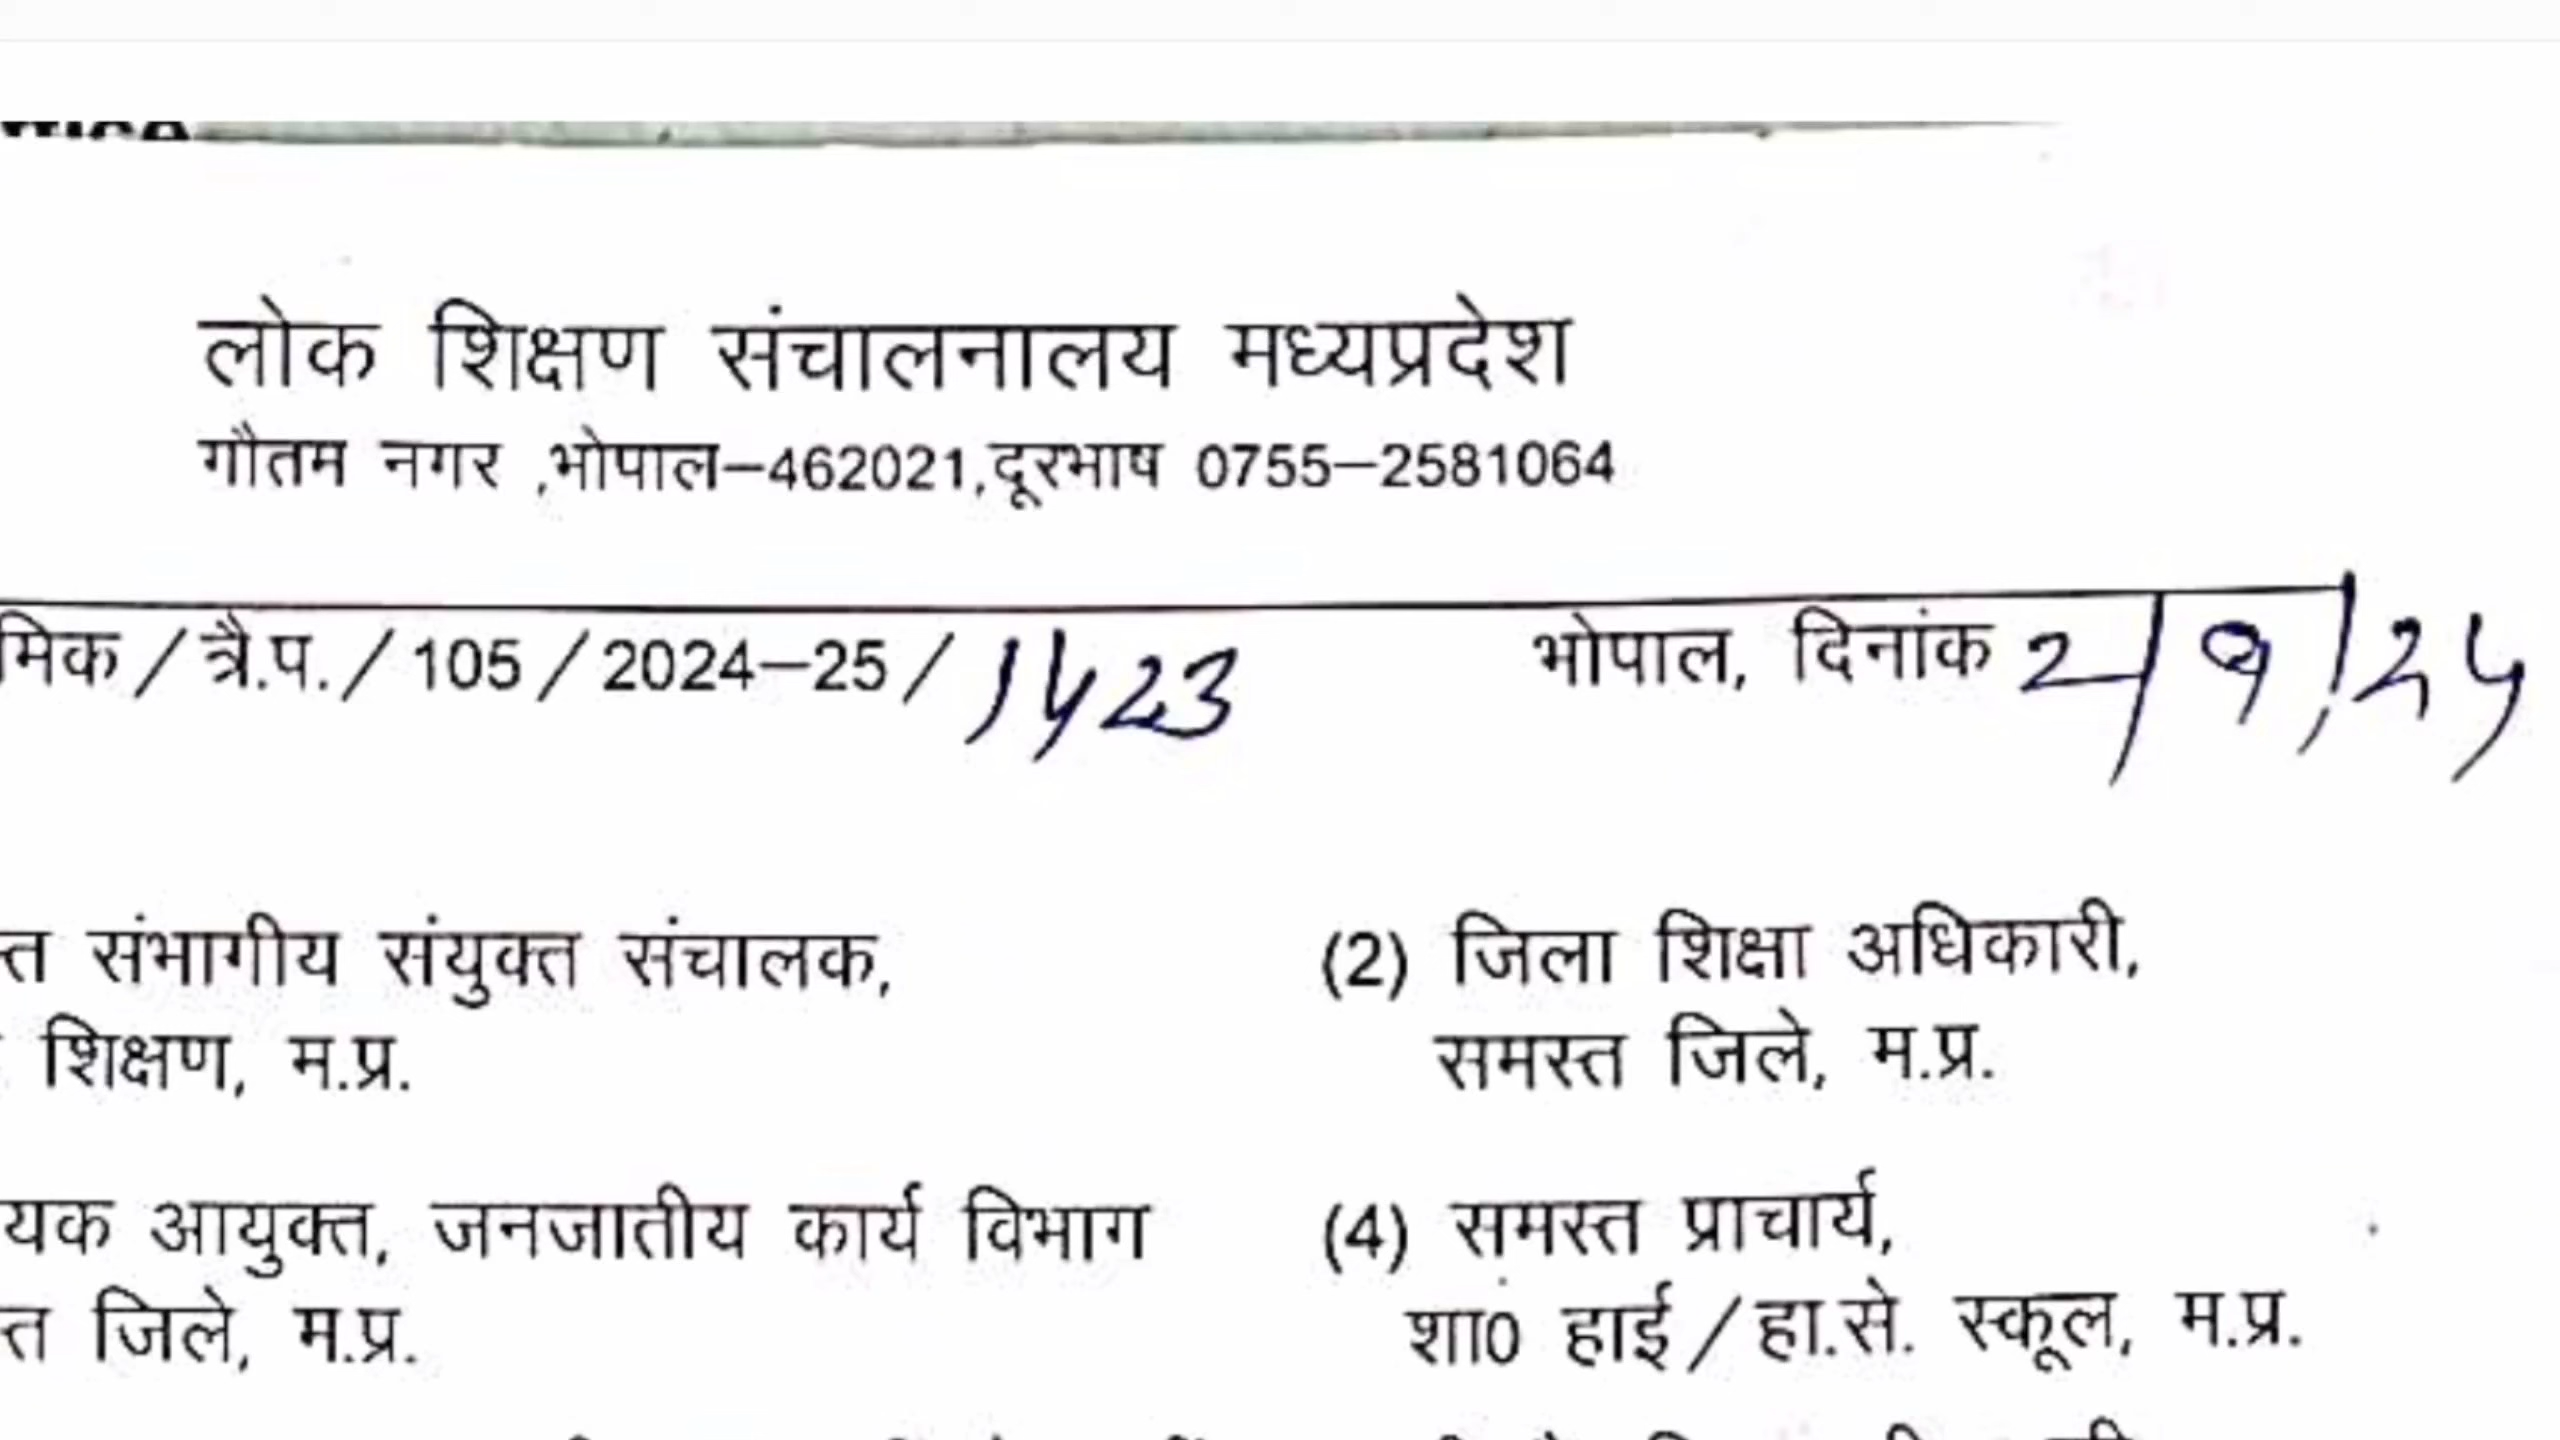 लोक शिक्षण संचालनालय मध्यप्रदेश
गौतम नगर ,भोपाल–462021,दूरभाष 0755–2581064
मिक / त्रै.प. / 105 / 2024–25 / 1423 भोपाल, दिनांक 2/9/24
त संभागीय संयुक्त संचालक, (2) जिला शिक्षा अधिकारी,
शिक्षण, म.प्र. समस्त जिले, म.प्र.
यक आयुक्त, जनजातीय कार्य विभाग (4) समस्त प्राचार्य,
त जिले, म.प्र. शा0 हाई / हा.से. स्कूल, म.प्र.